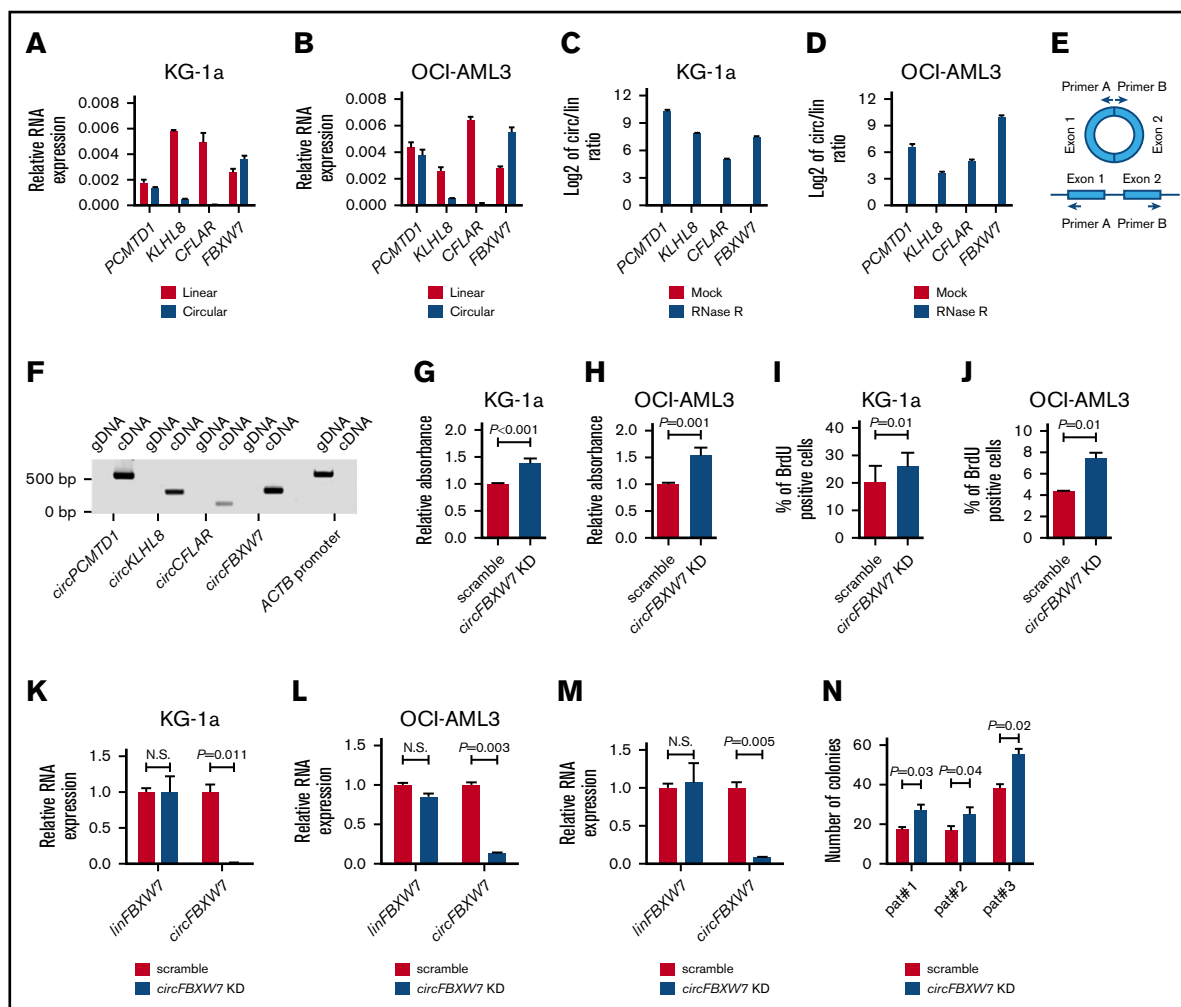 A
KG-1a
Relative RNA
expression
0.008
0.006
0.004
0.002
0.000
PCMTD1
KLHL8
CFLAR
FBXW7
Linear
Circular
B
OCI-AML3
Relative RNA
expression
0.008
0.006
0.004
0.002
0.000
PCMTD1
KLHL8
CFLAR
FBXW7
Linear
Circular
C
KG-1a
Log2 of circ/lin
ratio
12
9
6
3
0
PCMTD1
KLHL8
CFLAR
FBXW7
Mock
RNase R
D
OCI-AML3
Log2 of circ/lin
ratio
12
9
6
3
0
PCMTD1
KLHL8
CFLAR
FBXW7
Mock
RNase R
E
Primer A Primer B
Exon 1
Exon 2
Exon 1 Exon 2
Primer A Primer B
F
gDNA
cDNA
gDNA
cDNA
gDNA
cDNA
gDNA
cDNA
gDNA
cDNA
500 bp
0 bp
circPCMTD1
circKLHL8
circCFLAR
circFBXW7
ACTB promoter
G
KG-1a
Relative absorbance
2.0
1.5
1.0
0.5
0.0
P<0.001
scramble
circFBXW7 KD
H
OCI-AML3
Relative absorbance
2.0
1.5
1.0
0.5
0.0
P=0.001
scramble
circFBXW7 KD
I
KG-1a
% of BrdU
positive cells
40
30
20
10
0
P=0.01
scramble
circFBXW7 KD
J
OCI-AML3
% of BrdU
positive cells
10
8
6
4
2
0
P=0.01
scramble
circFBXW7 KD
K
KG-1a
Relative RNA
expression
1.5
1.0
0.5
0.0
N.S.
P=0.011
linFBXW7
circFBXW7
scramble
circFBXW7 KD
L
OCI-AML3
Relative RNA
expression
1.5
1.0
0.5
0.0
N.S.
P=0.003
linFBXW7
circFBXW7
scramble
circFBXW7 KD
M
Relative RNA
expression
1.5
1.0
0.5
0.0
N.S.
P=0.005
linFBXW7
circFBXW7
scramble
circFBXW7 KD
N
Number of colonies
60
40
20
0
P=0.03
P=0.04
P=0.02
pat#1
pat#2
pat#3
scramble
circFBXW7 KD